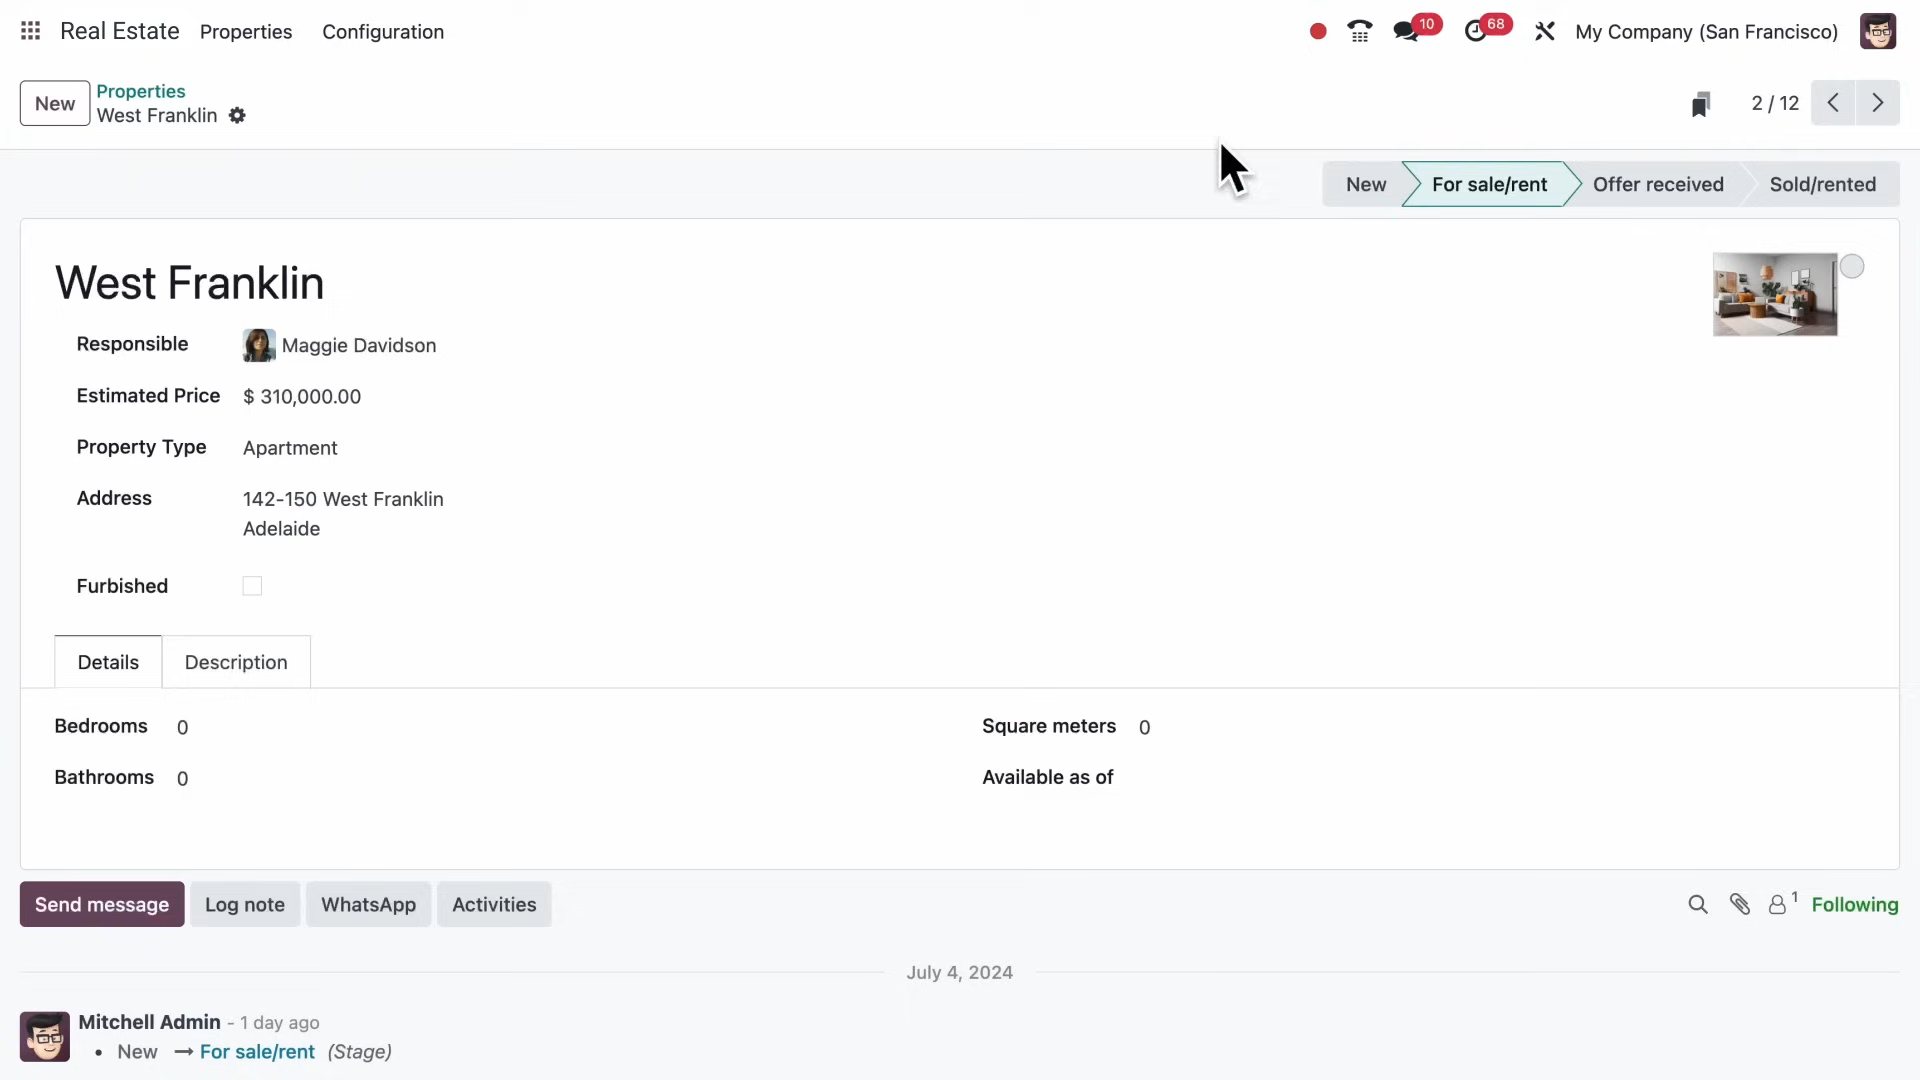 Real Estate Properties Configuration 10 68 My Company (San Francisco)
New Properties 2 / 12
West Franklin
New For sale/rent Offer received Sold/rented
West Franklin
Responsible Maggie Davidson
Estimated Price $ 310,000.00
Property Type Apartment
Address 142-150 West Franklin
Adelaide
Furbished
Details Description
Bedrooms 0 Square meters 0
Bathrooms 0 Available as of
Send message Log note WhatsApp Activities 1 Following
July 4, 2024
Mitchell Admin - 1 day ago
• New → For sale/rent (Stage)